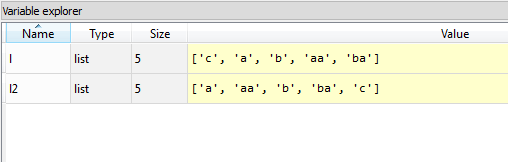 Variable explorer
Name Type Size Value
l list 5 ['c', 'a', 'b', 'aa', 'ba']
l2 list 5 ['a', 'aa', 'b', 'ba', 'c']